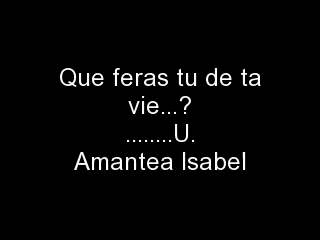 Que feras tu de ta
vie...?
........U.
Amantea Isabel